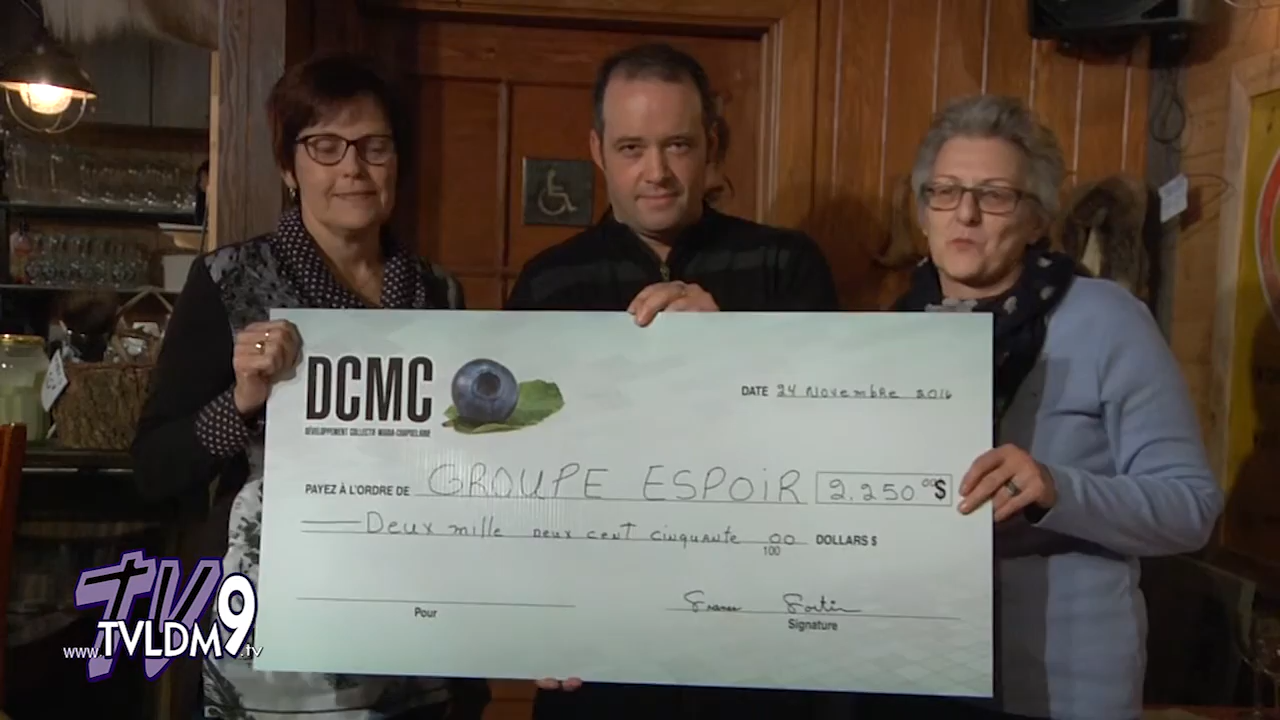 DCMC
DÉVELOPPEMENT COLLECTIF MARIA-CHAPDELAINE
DATE 24 Novembre 2016
PAYEZ À L'ORDRE DE GROUPE ESPOIR 2.250 00$
Deux mille Deux cent cinquante 00/100 DOLLARS $
Pour
Signature
TV9
www.TVLDM.tv